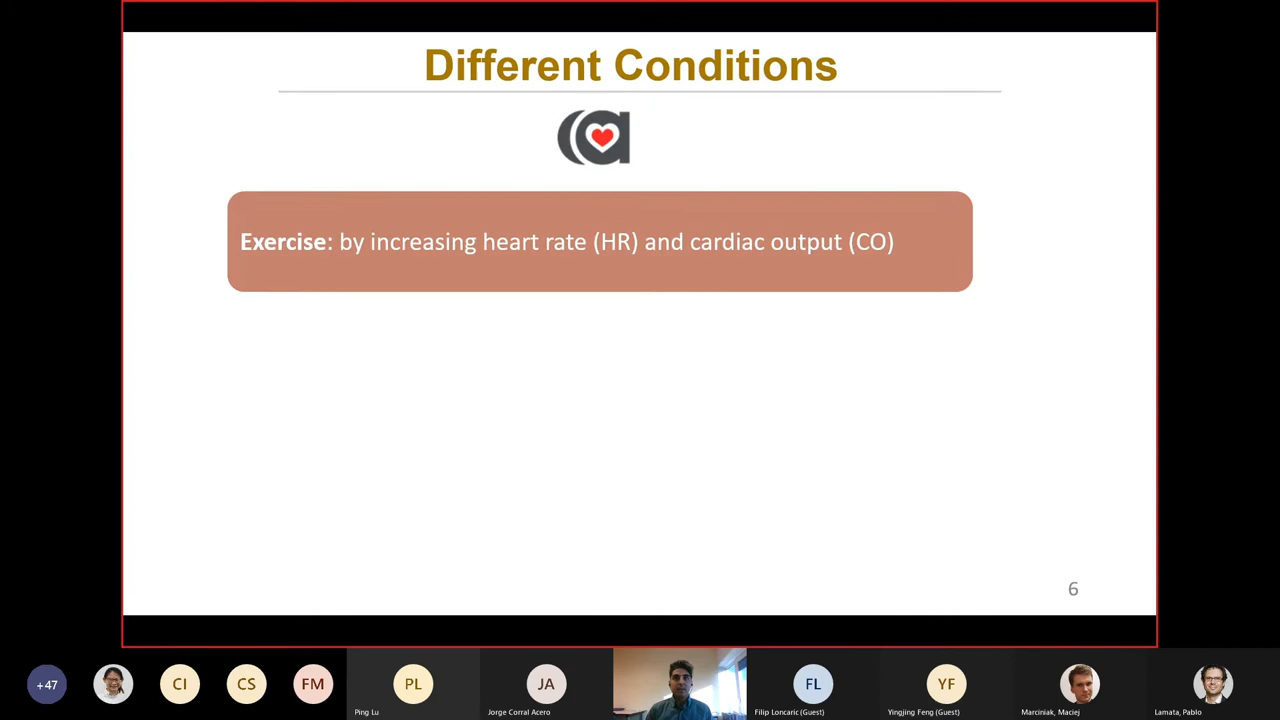 Different Conditions
Exercise: by increasing heart rate (HR) and cardiac output (CO)
6
+47
CI
CS
FM
PL
Ping Lu
JA
Jorge Corral Acero
FL
Filip Loncaric (Guest)
YF
Yingjing Feng (Guest)
Marciniak, Maciej
Lamata, Pablo